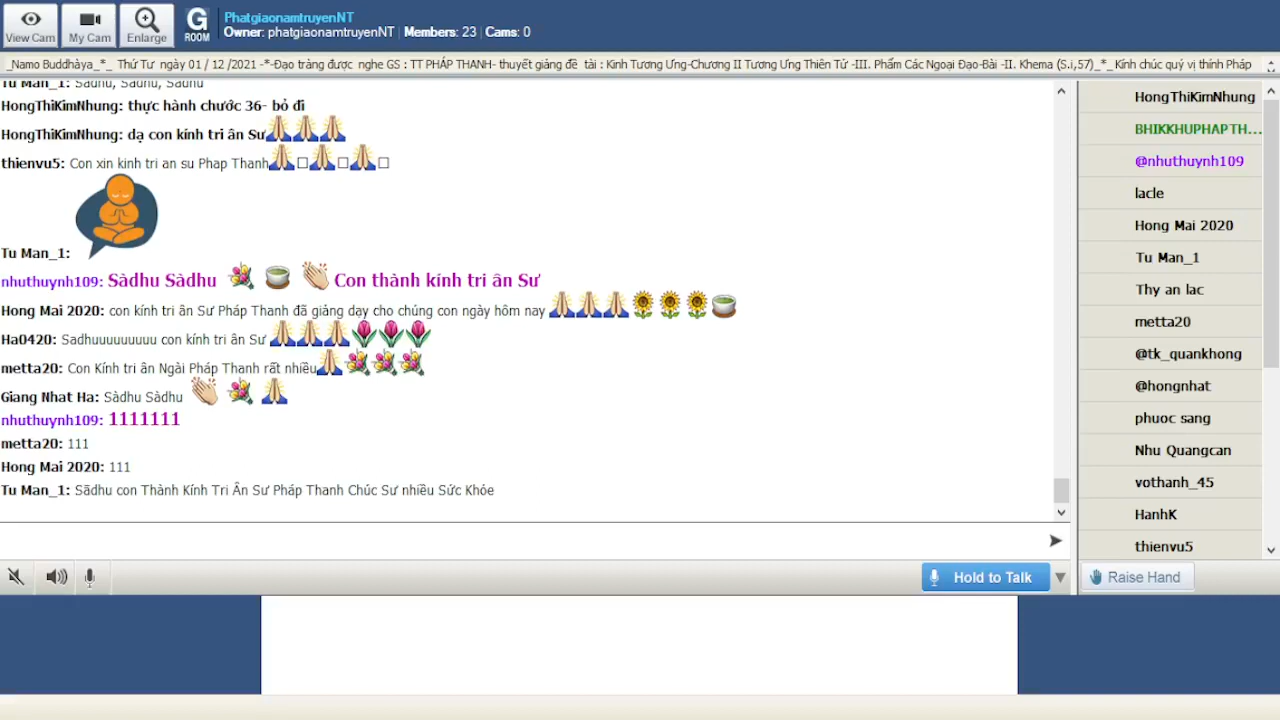 View Cam
My Cam
Enlarge
G
ROOM
PhatgiaonamtruyenNT
Owner: phatgiaonamtruyenNT | Members: 23 | Cams: 0
_Namo Buddhàya_*_ Thứ Tư ngày 01 / 12 /2021 -*-Đạo tràng được nghe GS : TT PHÁP THANH- thuyết giảng đề tài : Kinh Tương Ưng-Chương II Tương Ưng Thiên Tử -III. Phẩm Các Ngoại Đạo-Bài -II. Khema (S.i,57)_*_Kính chúc quý vị thính Pháp
Tu Man_1: Sadhu, Sadhu, Sadhu
HongThiKimNhung: thực hành chước 36- bỏ đi
HongThiKimNhung: dạ con kính tri ân Sư🙏🙏🙏
thienvu5: Con xin kinh tri an su Phap Thanh🙏□🙏□🙏□
Tu Man_1:
nhuthuynh109: Sàdhu Sàdhu 💐 🍵 👏 Con thành kính tri ân Sư
Hong Mai 2020: con kính tri ân Sư Pháp Thanh đã giảng dạy cho chúng con ngày hôm nay 🙏🙏🙏🌻🌻🌻🍵
Ha0420: Sadhuuuuuuuuu con kính tri ân Sư 🙏🙏🙏🌷🌷🌷
metta20: Con Kính tri ân Ngài Pháp Thanh rất nhiều🙏💐💐💐
Giang Nhat Ha: Sàdhu Sàdhu 👏 💐 🙏
nhuthuynh109: 1111111
metta20: 111
Hong Mai 2020: 111
Tu Man_1: Sãdhu con Thành Kính Tri Ân Sư Pháp Thanh Chúc Sư nhiều Sức Khỏe
Hold to Talk
HongThiKimNhung
BHIKKHUPHAPTH...
@nhuthuynh109
lacle
Hong Mai 2020
Tu Man_1
Thy an lac
metta20
@tk_quankhong
@hongnhat
phuoc sang
Nhu Quangcan
vothanh_45
HanhK
thienvu5
Raise Hand